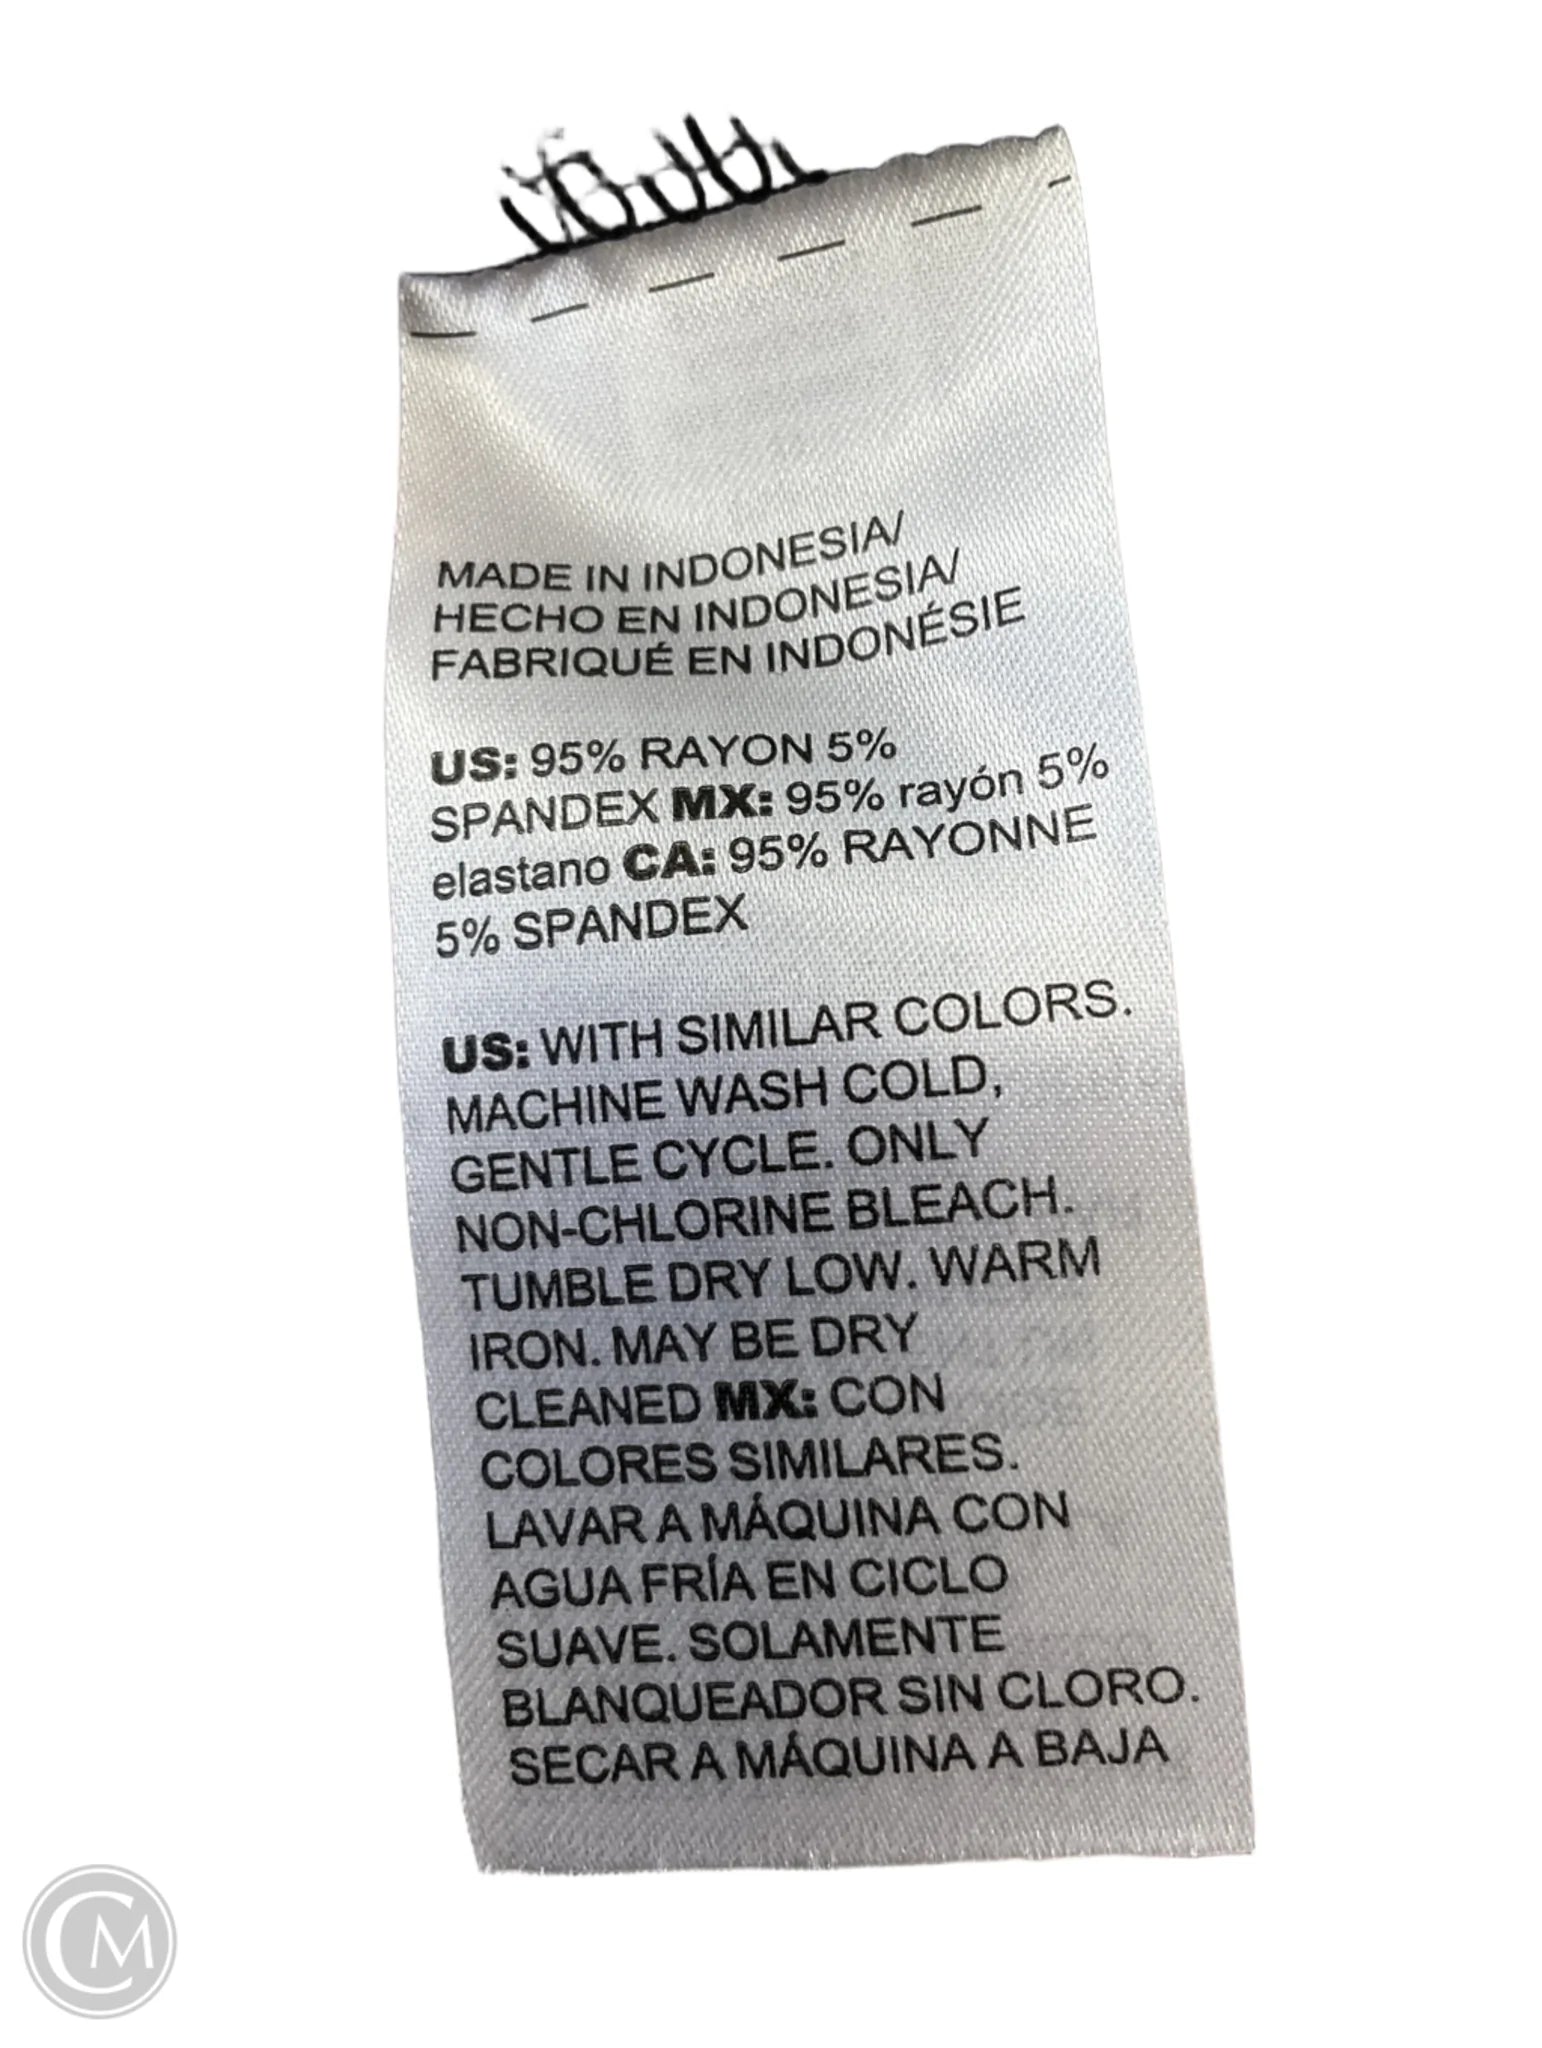 MADE IN INDONESIA/
HECHO EN INDONESIA/
FABRIQUÉ EN INDONÉSIE
US: 95% RAYON 5%
SPANDEX MX: 95% rayón 5%
elastano CA: 95% RAYONNE
5% SPANDEX
US: WITH SIMILAR COLORS.
MACHINE WASH COLD,
GENTLE CYCLE. ONLY
NON-CHLORINE BLEACH.
TUMBLE DRY LOW. WARM
IRON. MAY BE DRY
CLEANED MX: CON
COLORES SIMILARES.
LAVAR A MÁQUINA CON
AGUA FRÍA EN CICLO
SUAVE. SOLAMENTE
BLANQUEADOR SIN CLORO.
SECAR A MÁQUINA A BAJA
CM